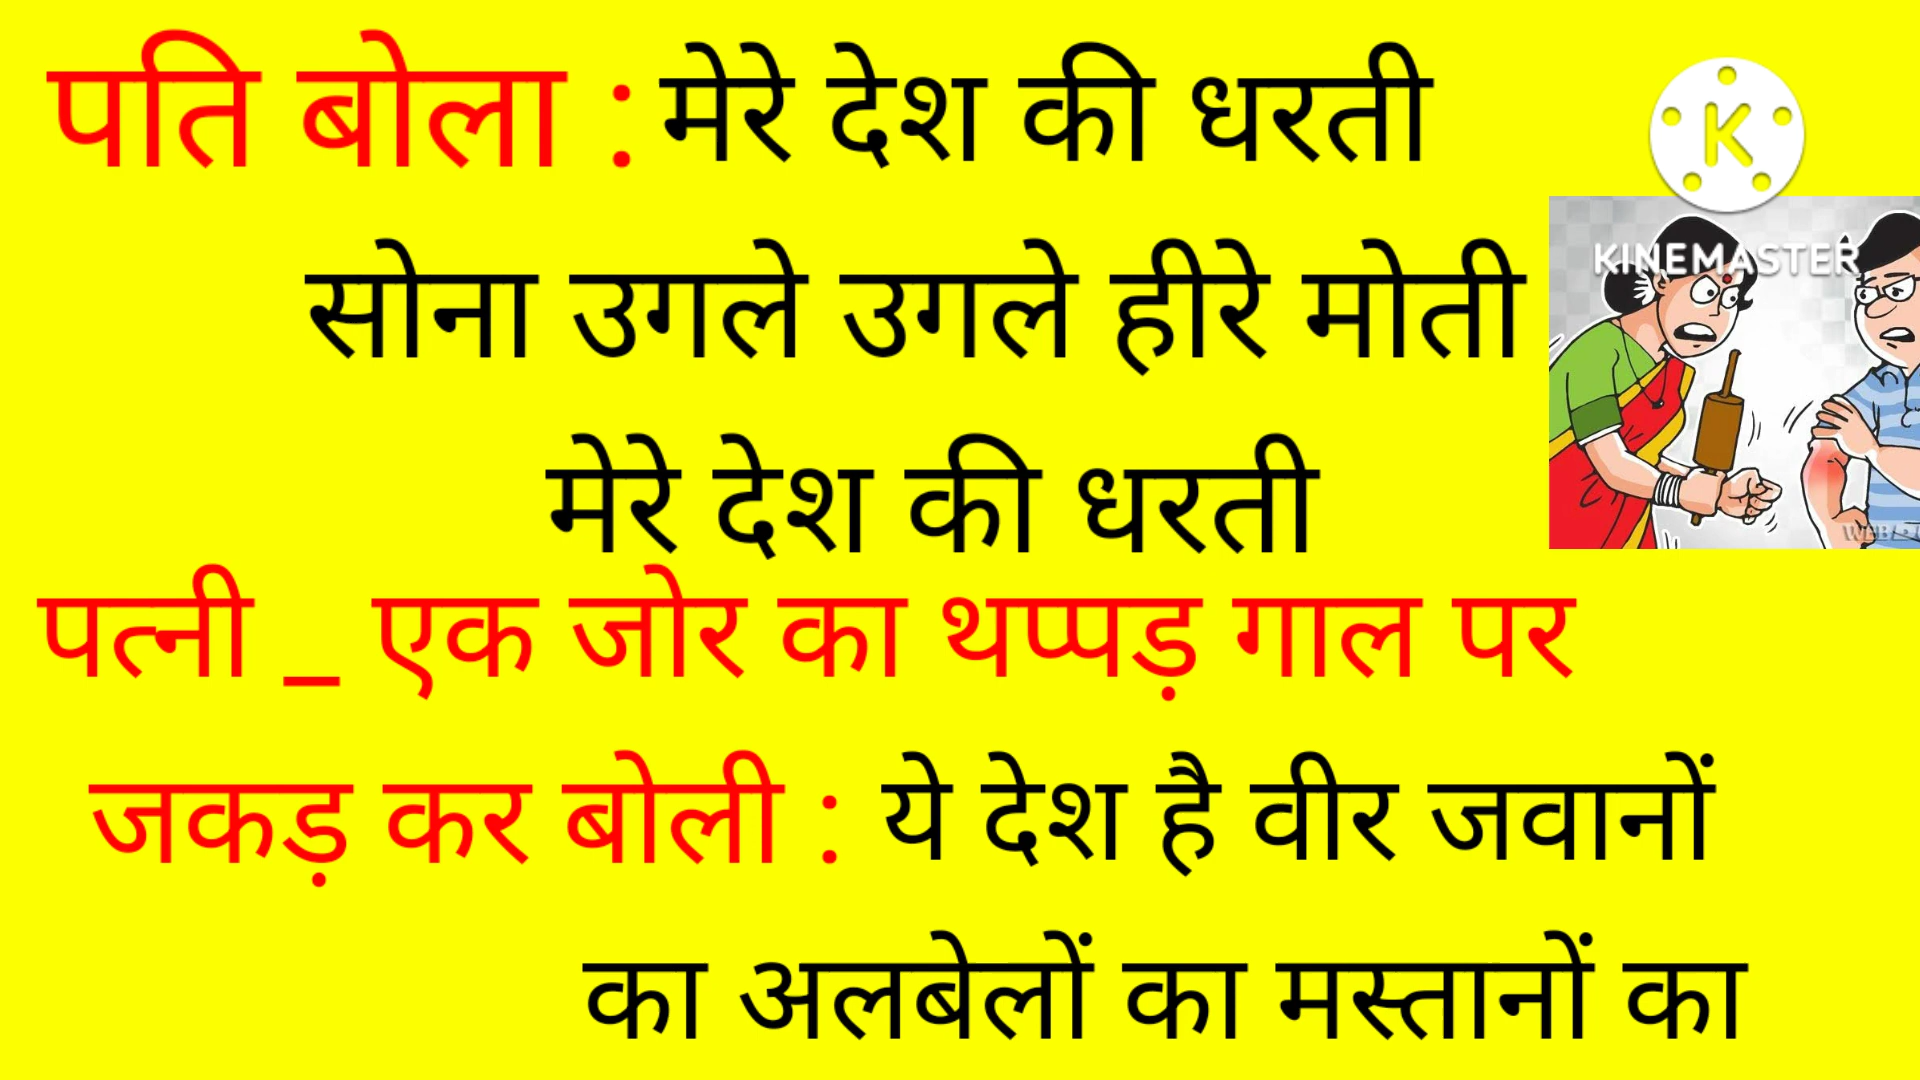 पति बोला : मेरे देश की धरती
सोना उगले उगले हीरे मोती
मेरे देश की धरती
पत्नी _ एक जोर का थप्पड़ गाल पर
जकड़ कर बोली : ये देश है वीर जवानों
का अलबेलों का मस्तानों का
K
KINEMASTER